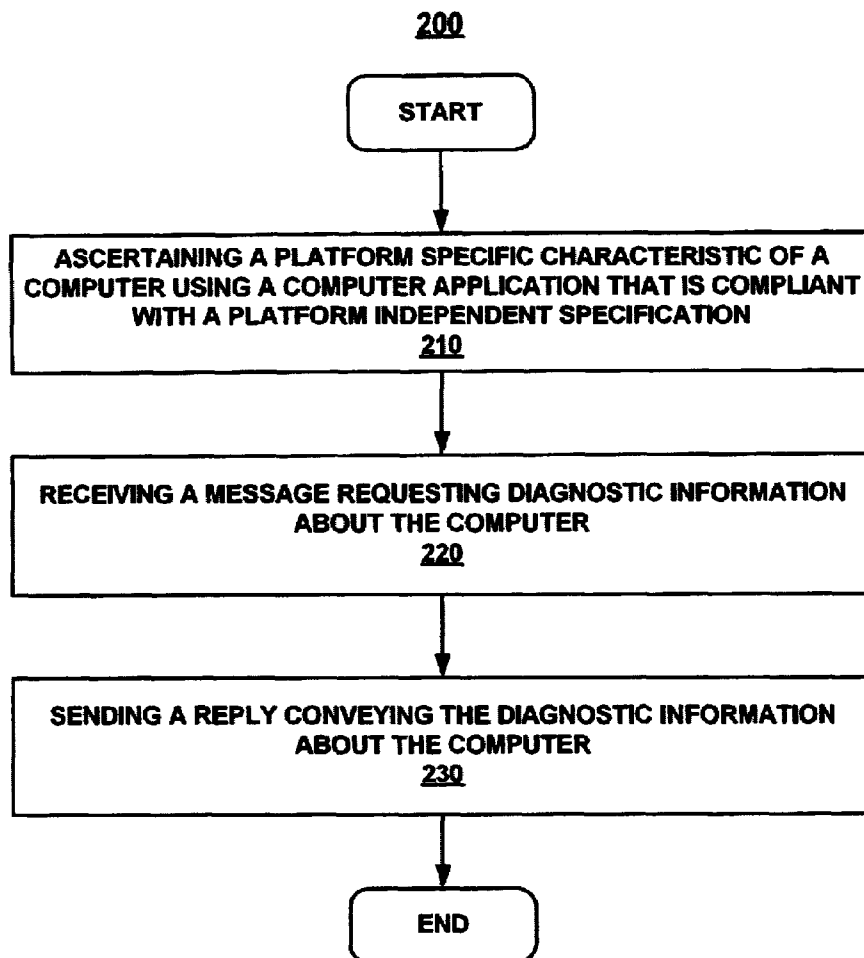 200
START
ASCERTAINING A PLATFORM SPECIFIC CHARACTERISTIC OF A
COMPUTER USING A COMPUTER APPLICATION THAT IS COMPLIANT
WITH A PLATFORM INDEPENDENT SPECIFICATION
210
RECEIVING A MESSAGE REQUESTING DIAGNOSTIC INFORMATION
ABOUT THE COMPUTER
220
SENDING A REPLY CONVEYING THE DIAGNOSTIC INFORMATION
ABOUT THE COMPUTER
230
END